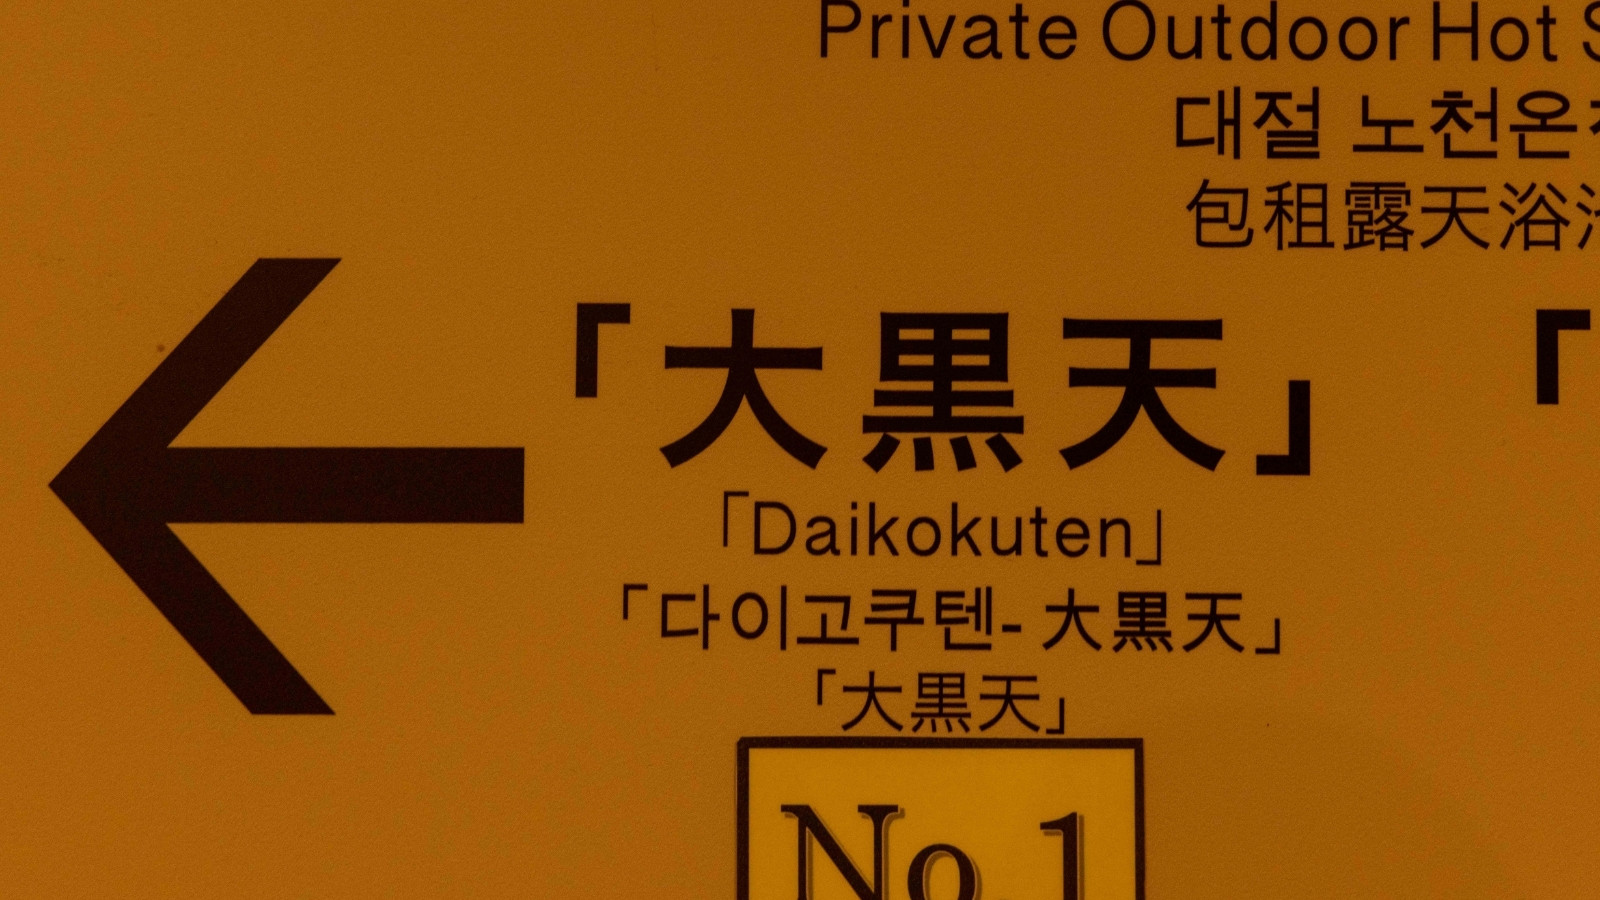 Private Outdoor Hot
대절 노천온
包租露天浴
「大黒天」「
「Daikokuten」
「다이고쿠텐- 大黒天」
「大黒天」
No 1